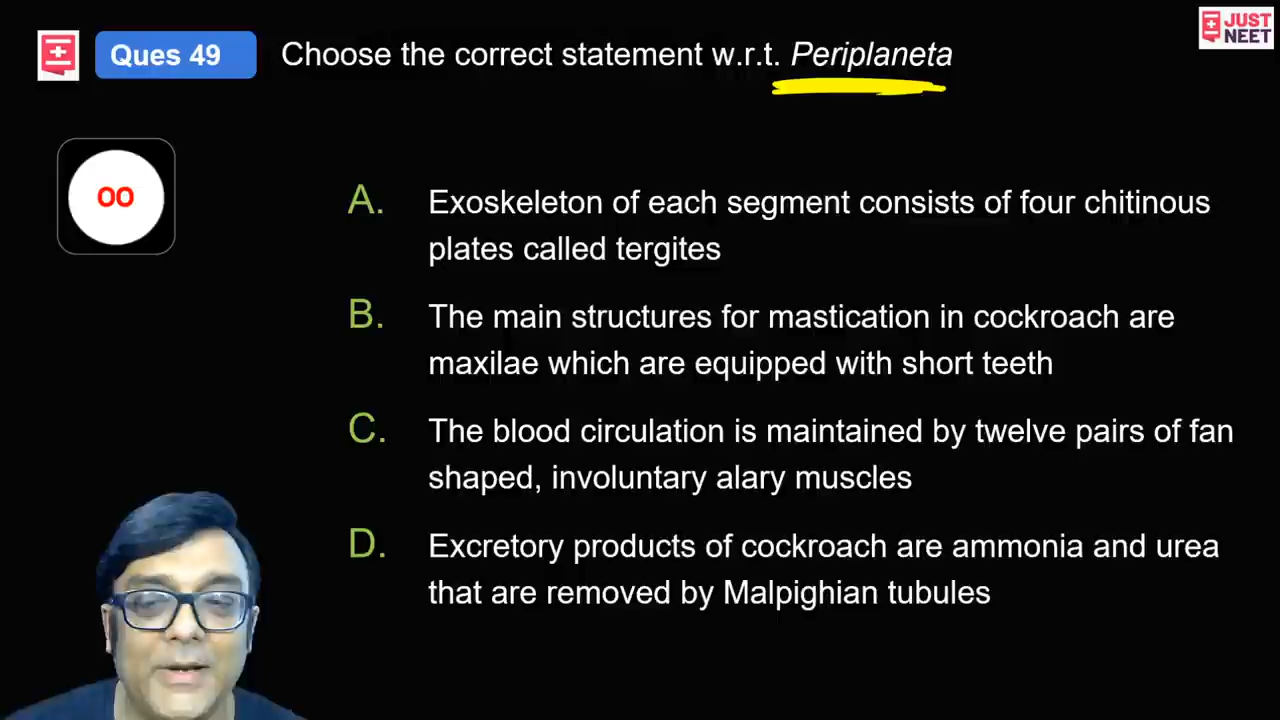 JUST
NEET
Ques 49 Choose the correct statement w.r.t. Periplaneta
00
A. Exoskeleton of each segment consists of four chitinous
plates called tergites
B. The main structures for mastication in cockroach are
maxilae which are equipped with short teeth
C. The blood circulation is maintained by twelve pairs of fan
shaped, involuntary alary muscles
D. Excretory products of cockroach are ammonia and urea
that are removed by Malpighian tubules